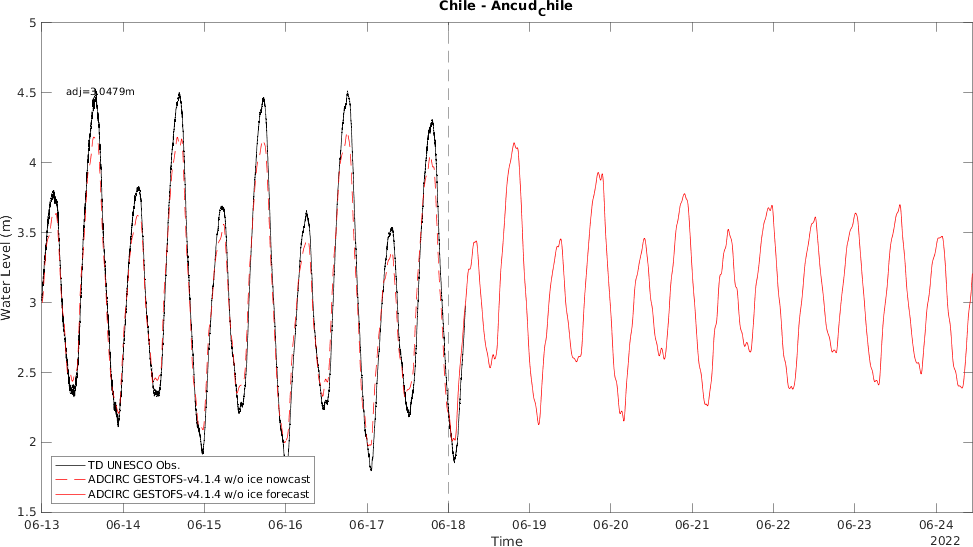 Chile - AncudChile
5
adj=3.0479m
4.5
4
3.5
3
2.5
2
1.5
Water Level (m)
TD UNESCO Obs.
ADCIRC GESTOFS-v4.1.4 w/o ice nowcast
ADCIRC GESTOFS-v4.1.4 w/o ice forecast
06-13 06-14 06-15 06-16 06-17 06-18 06-19 06-20 06-21 06-22 06-23 06-24
Time
2022